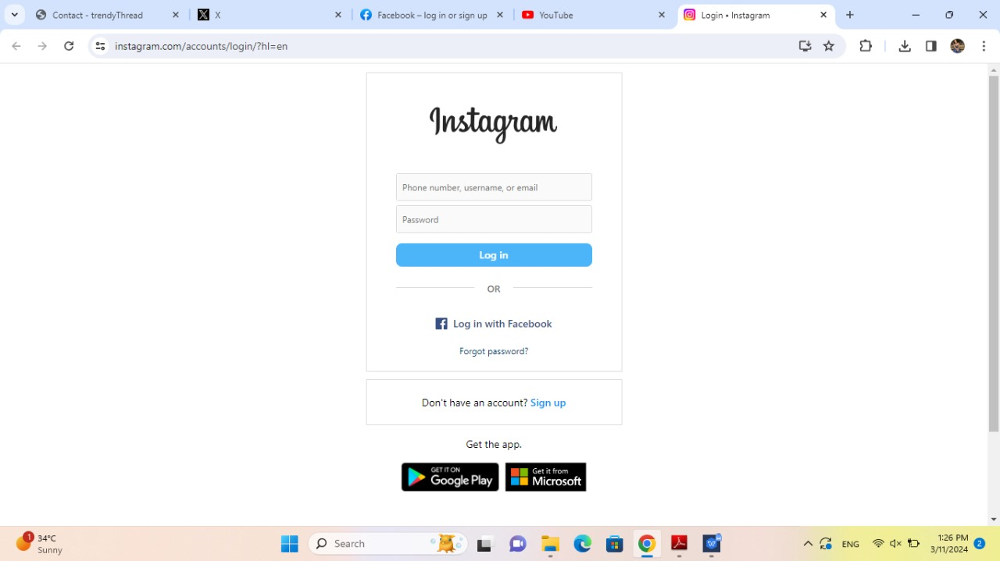 Contact - trendyThread
X
Facebook – log in or sign up
YouTube
Login • Instagram
instagram.com/accounts/login/?hl=en
Instagram
Phone number, username, or email
Password
Log in
OR
Log in with Facebook
Forgot password?
Don't have an account? Sign up
Get the app.
GET IT ON
Google Play
Get it from
Microsoft
1
34°C
Sunny
Search
ENG
1:26 PM
3/11/2024
2